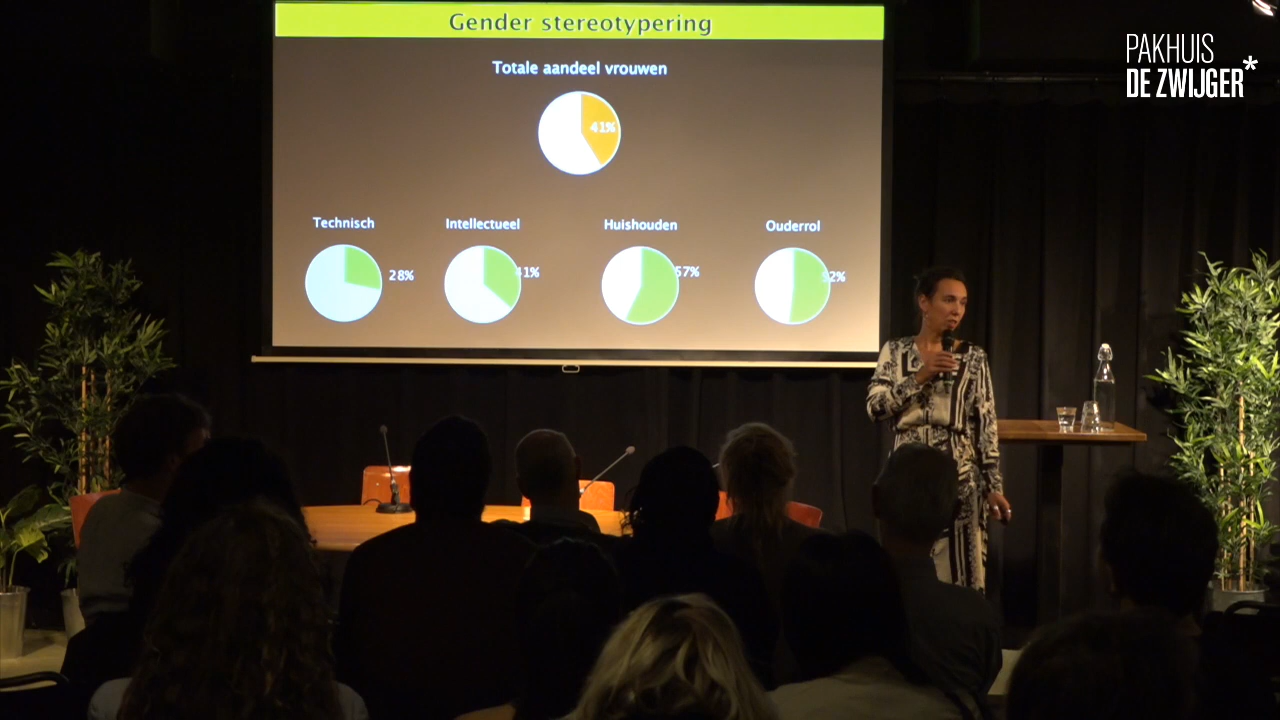 Gender stereotypering
Totale aandeel vrouwen
41%
Technisch
Intellectueel
Huishouden
Ouderrol
28%
41%
57%
52%
PAKHUIS
DE ZWIJGER*